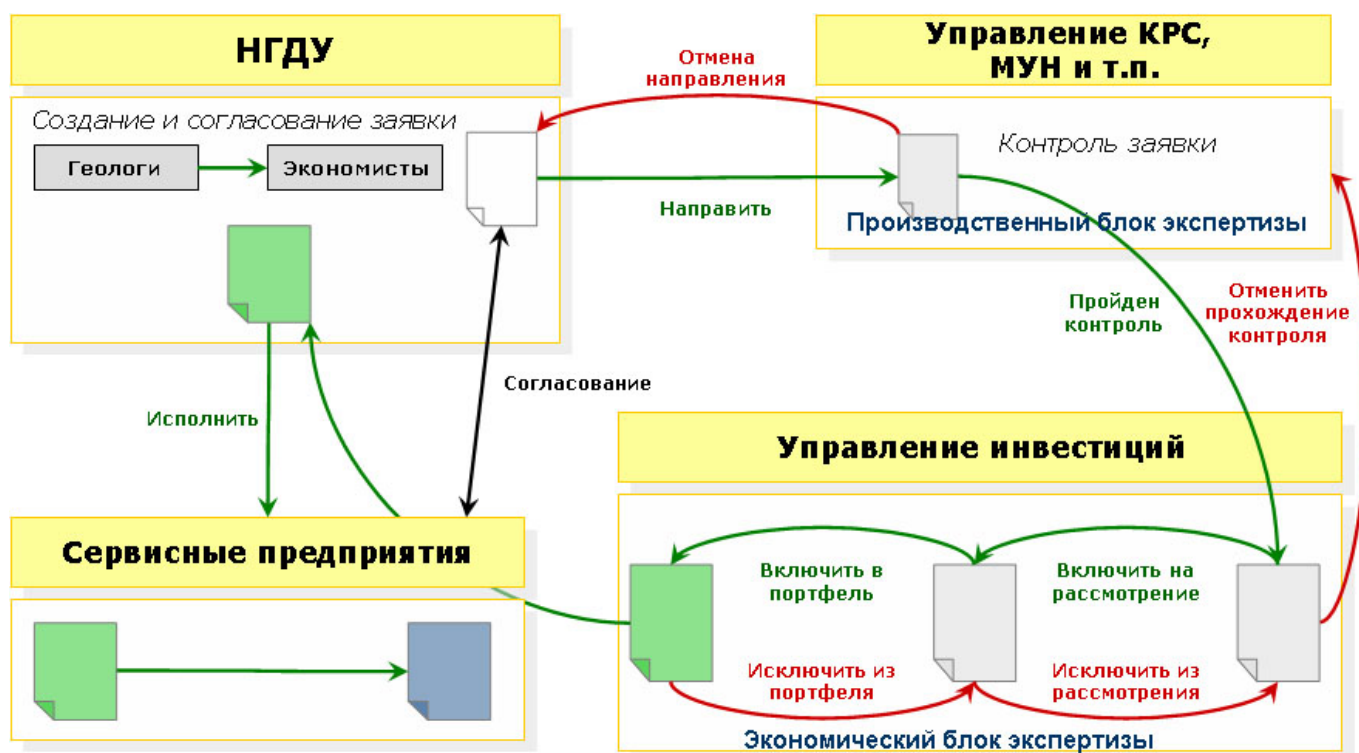 НГДУ
Создание и согласование заявки
Геологи
Экономисты
Отмена
направления
Направить
Управление КРС,
МУН и т.п.
Контроль заявки
Производственный блок экспертизы
Пройден
контроль
Отменить
прохождение
контроля
Согласование
Исполнить
Сервисные предприятия
Управление инвестиций
Включить в
портфель
Включить на
рассмотрение
Исключить из
портфеля
Исключить из
рассмотрения
Экономический блок экспертизы